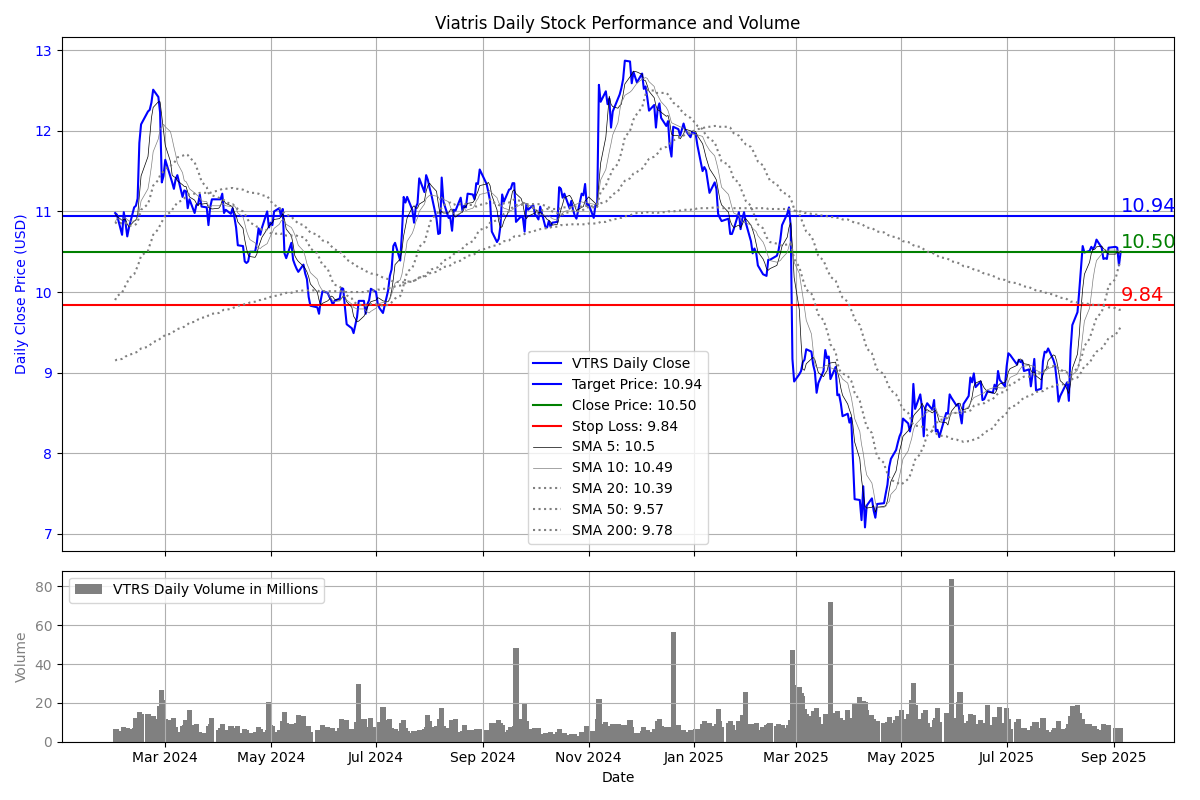 Viatris Daily Stock Performance and Volume
Daily Close Price (USD)
13
12
11
10
9
8
7
10.94
10.50
9.84
VTRS Daily Close
Target Price: 10.94
Close Price: 10.50
Stop Loss: 9.84
SMA 5: 10.5
SMA 10: 10.49
SMA 20: 10.39
SMA 50: 9.57
SMA 200: 9.78
Volume
80
60
40
20
0
VTRS Daily Volume in Millions
Mar 2024 May 2024 Jul 2024 Sep 2024 Nov 2024 Jan 2025 Mar 2025 May 2025 Jul 2025 Sep 2025
Date